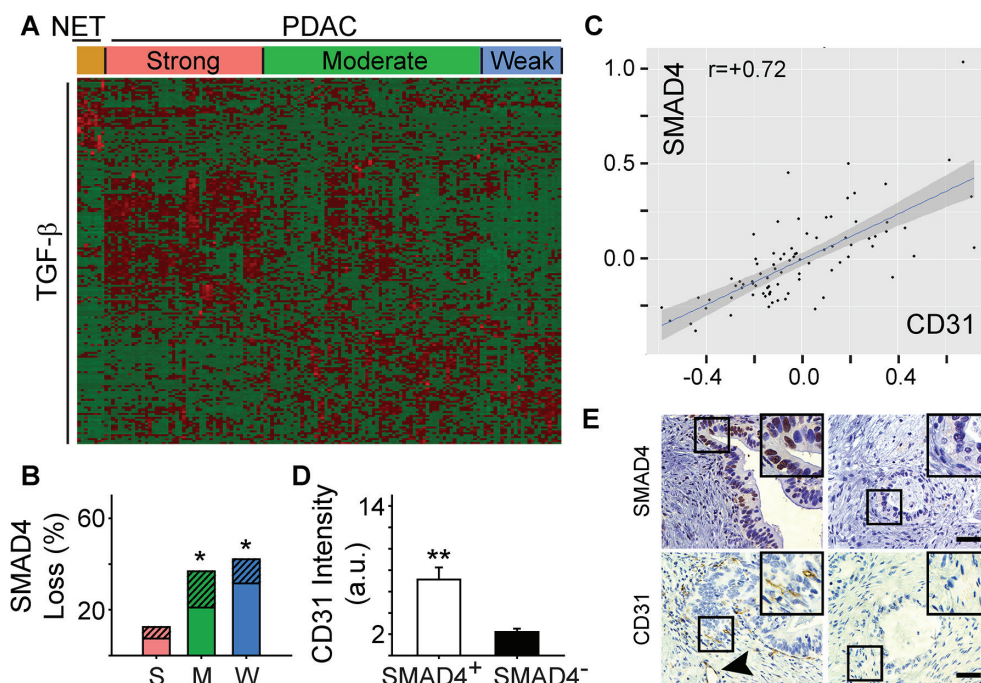 A NET PDAC
Strong Moderate Weak
TGF-β
B
SMAD4
Loss (%)
60
20
* *
S M W
C
SMAD4
r=+0.72
1.0
0.5
0.0
CD31
-0.4 0.0 0.4
D
CD31 Intensity
(a.u.)
14
2
**
SMAD4+ SMAD4-
E
SMAD4
CD31